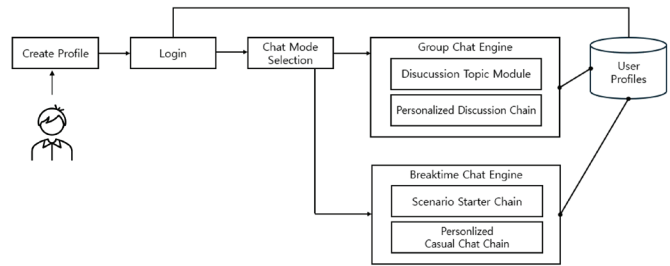 Create Profile
Login
Chat Mode
Selection
Group Chat Engine
Disucussion Topic Module
Personalized Discussion Chain
User
Profiles
Breaktime Chat Engine
Scenario Starter Chain
Personlized
Casual Chat Chain